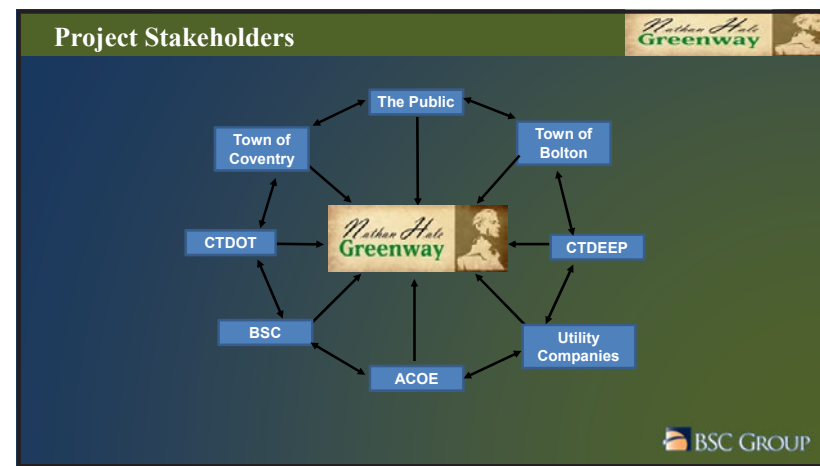 Project Stakeholders
Nathan Hale
Greenway
The Public
Town of
Coventry
Town of
Bolton
Nathan Hale
Greenway
CTDOT
CTDEEP
BSC
Utility
Companies
ACOE
BSC GROUP